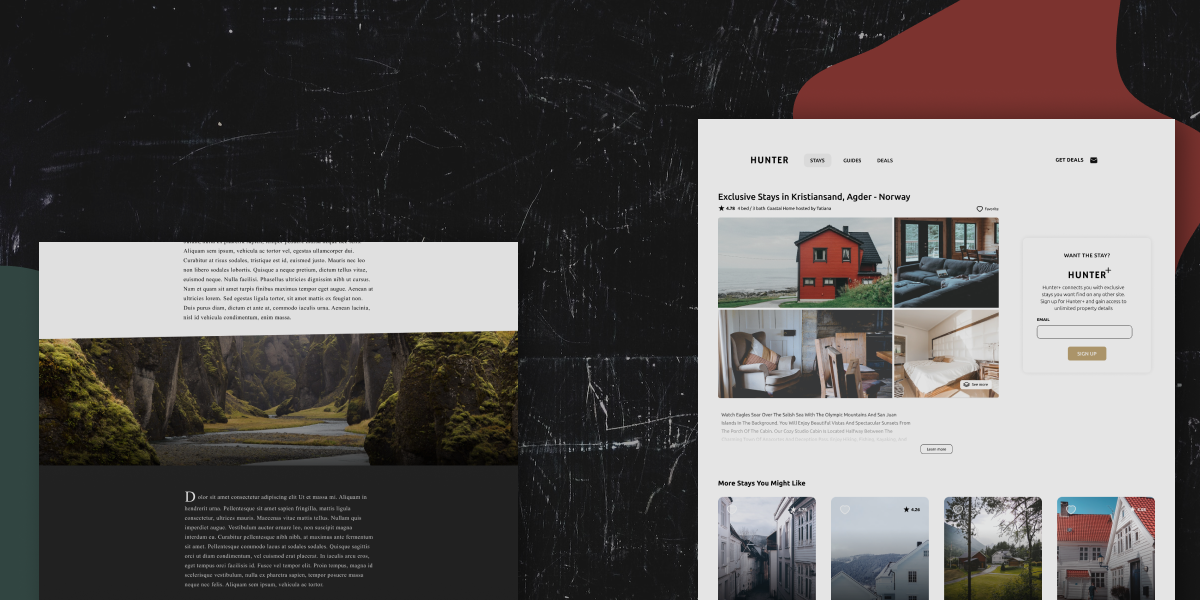 Aliquam sem ipsum, vehicula ac tortor vel, egestas ullamcorper dui.
Curabitur at risus sodales, tristique est id, euismod justo. Mauris nec leo
non libero sodales lobortis. Quisque a neque pretium, dictum tellus vitae,
euismod neque. Nulla facilisi. Phasellus ultricies dignissim nibh ut cursus.
Nam et quam sit amet turpis finibus maximus tempor eget augue. Aenean at
ultricies lorem. Sed egestas ligula tortor, sit amet mattis ex feugiat non.
Duis purus diam, dictum et ante at, commodo iaculis urna. Aenean lacinia,
nisl id vehicula condimentum, enim massa.
Dolor sit amet consectetur adipiscing elit Ut at massa mi. Aliquam in
hendrerit urna. Pellentesque sit amet sapien fringilla, mattis ligula
consectetur, ultrices mauris. Maecenas vitae mattis tellus. Nullam quis
imperdiet augue. Vestibulum auctor ornare leo, non suscipit magna
interdum eu. Curabitur pellentesque nibh nibh, at maximus ante fermentum
sit amet. Pellentesque commodo lacus at sodales sodales. Quisque sagittis
orci ut diam condimentum, vel euismod erat placerat. In iaculis arcu eros,
eget tempus orci facilisis id. Fusce vel tempor elit. Proin tempus, magna id
scelerisque vestibulum, nulla ex pharetra sapien, tempor posuere massa
neque nec felis. Aliquam sem ipsum, vehicula ac tortor.
HUNTER STAYS GUIDES DEALS GET DEALS
Exclusive Stays in Kristiansand, Agder - Norway
4.78 4 bed / 3 bath Coastal Home hosted by Tatiana
Favorite
See more
WANT THE STAY?
HUNTER+
Hunter+ connects you with exclusive
stays you wont find on any other site.
Sign up for Hunter+ and gain access to
unlimited property details
EMAIL
SIGN UP
Watch Eagles Soar Over The Salish Sea With The Olympic Mountains And San Juan
Islands In The Background. You Will Enjoy Beautiful Vistas And Spectacular Sunsets From
The Porch Of The Cabin. Our Cozy Studio Cabin Is Located Halfway Between The
Learn more
More Stays You Might Like
4.26